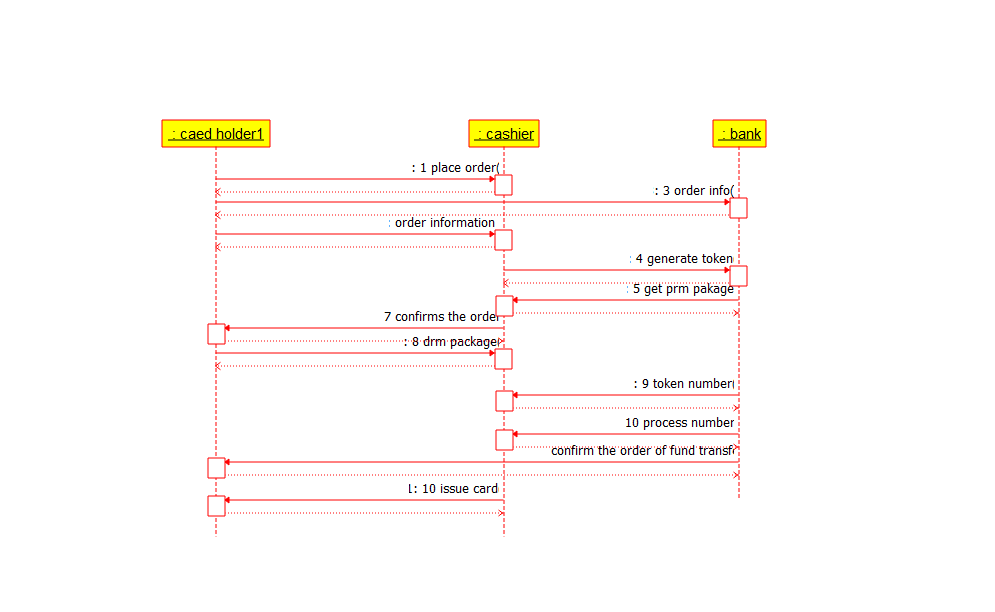 : caed holder1
: cashier
: bank
: 1 place order(
: 3 order info(
: order information
: 4 generate token
: 5 get prm pakage
7 confirms the order
: 8 drm package
: 9 token number(
10 process number
confirm the order of fund transf
: 10 issue card